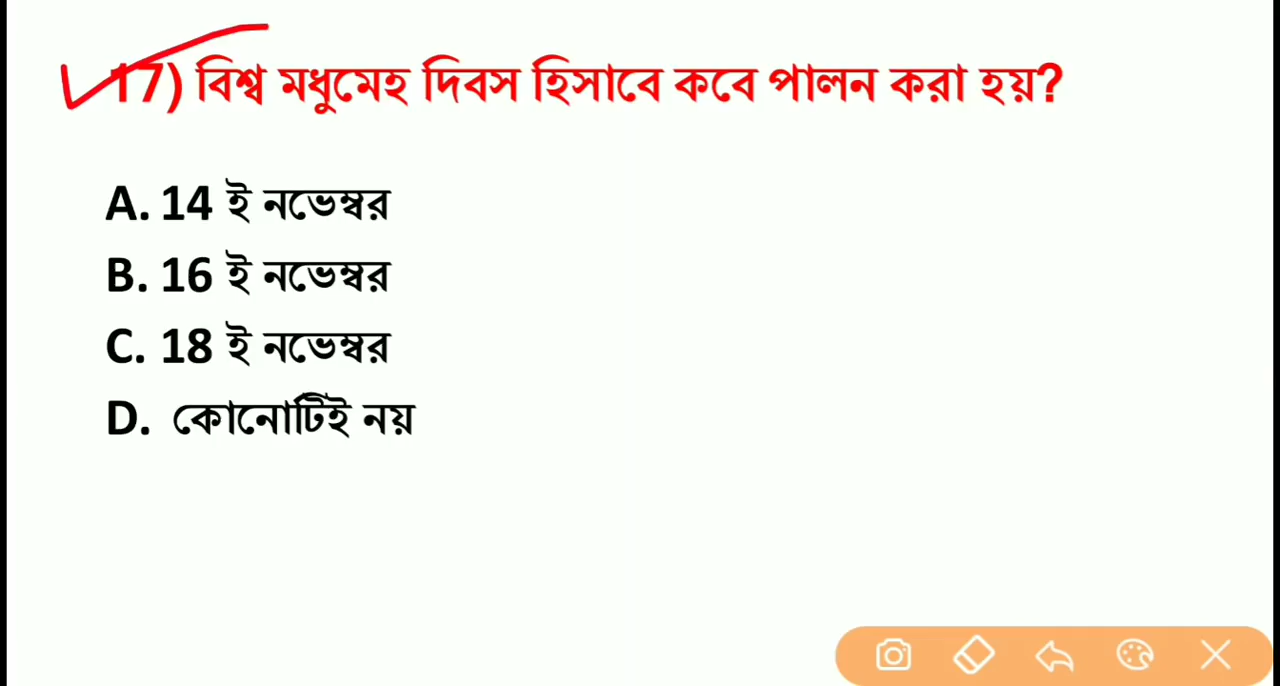 17) বিশ্ব মধুমেহ দিবস হিসাবে কবে পালন করা হয়?
A. 14 ই নভেম্বর
B. 16 ই নভেম্বর
C. 18 ই নভেম্বর
D. কোনোটিই নয়